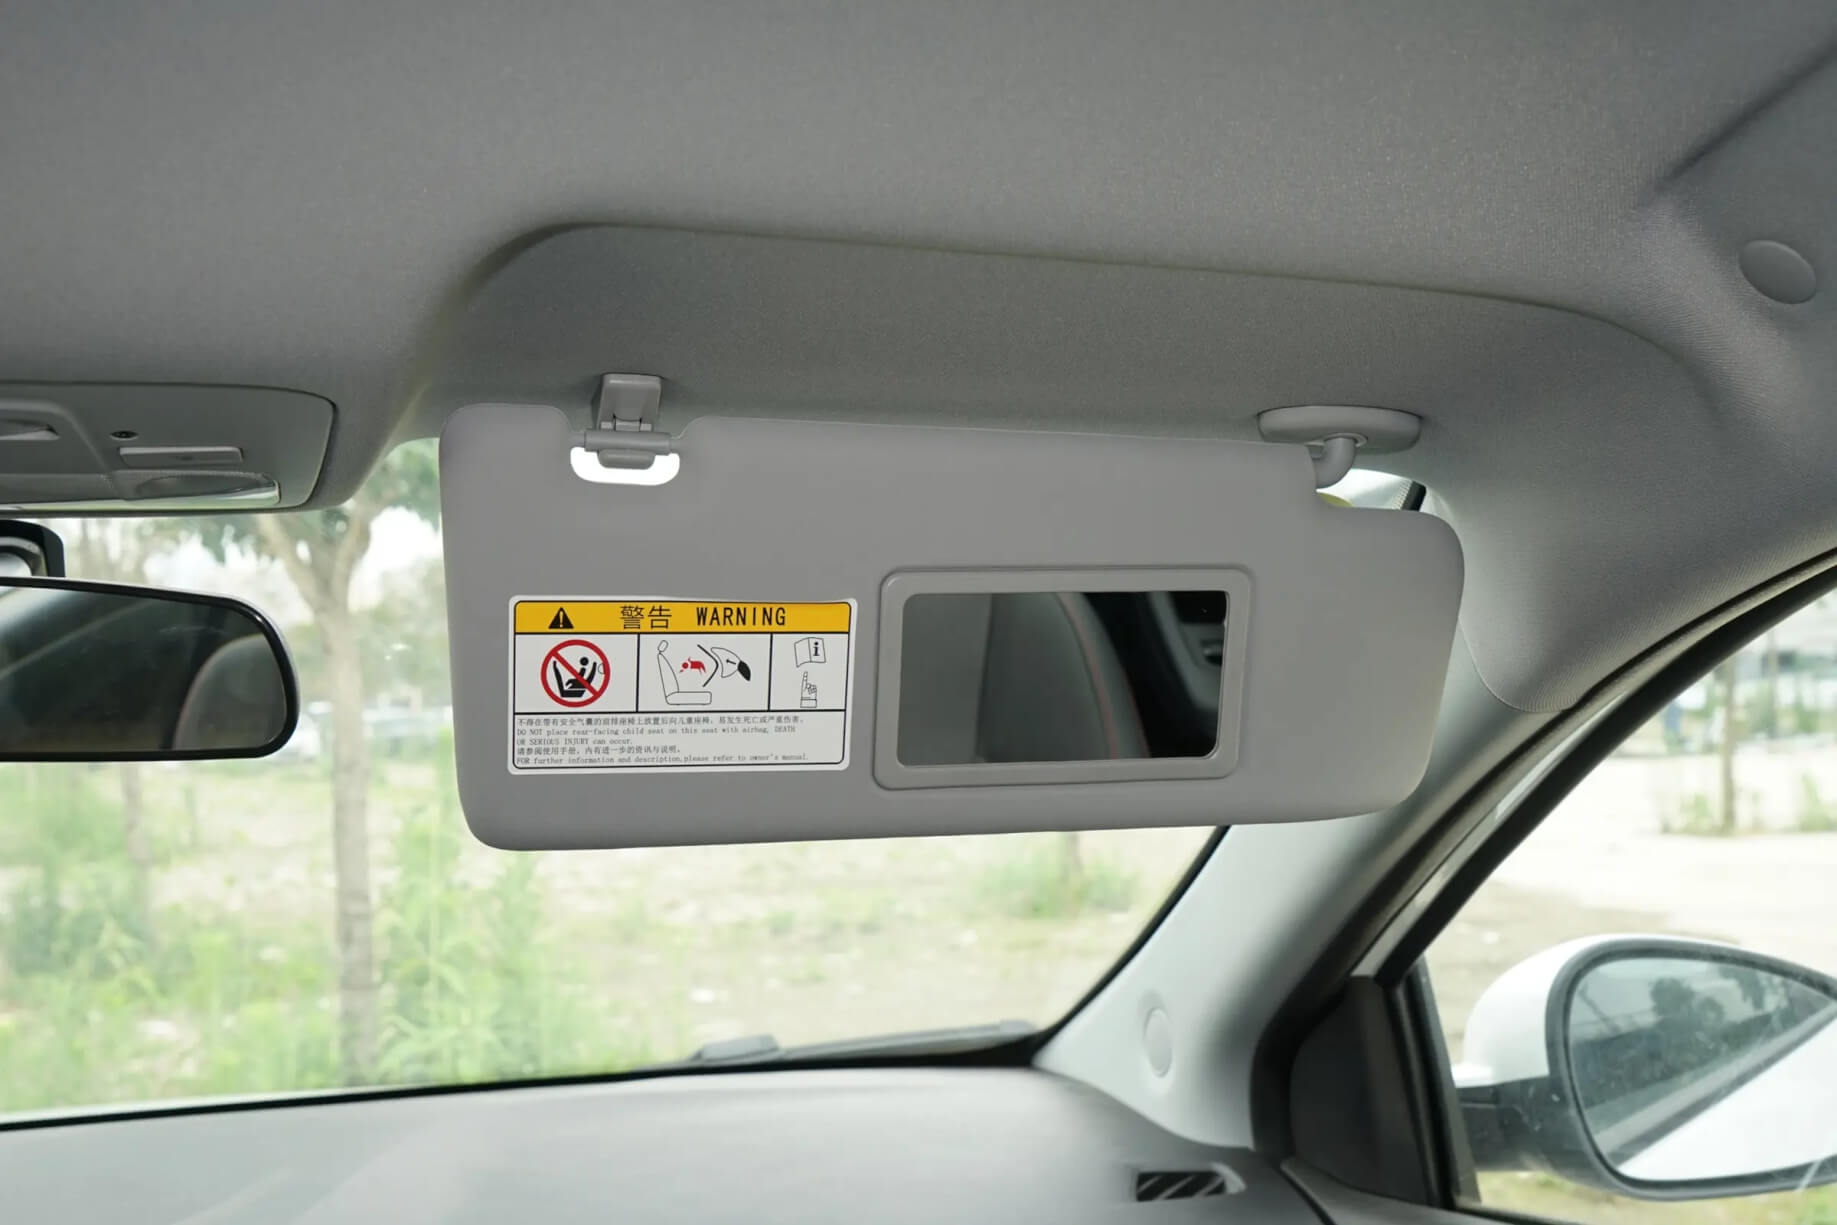 警告 WARNING
i
不得在带有安全气囊的前排座椅上放置后向儿童座椅，易发生死亡或严重伤害。
DO NOT place rear-facing child seat on this seat with airbag, DEATH
OR SERIOUS INJURY can occur.
请参阅使用手册，内有进一步的资讯与说明。
FOR further information and description,please refer to owner's manual.